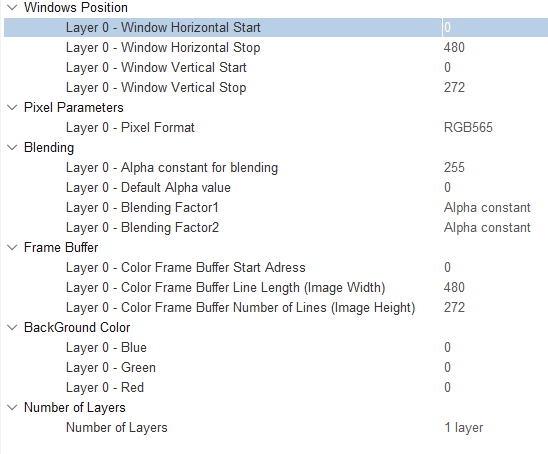 Windows Position
Layer 0 - Window Horizontal Start 0
Layer 0 - Window Horizontal Stop 480
Layer 0 - Window Vertical Start 0
Layer 0 - Window Vertical Stop 272
Pixel Parameters
Layer 0 - Pixel Format RGB565
Blending
Layer 0 - Alpha constant for blending 255
Layer 0 - Default Alpha value 0
Layer 0 - Blending Factor1 Alpha constant
Layer 0 - Blending Factor2 Alpha constant
Frame Buffer
Layer 0 - Color Frame Buffer Start Adress 0
Layer 0 - Color Frame Buffer Line Length (Image Width) 480
Layer 0 - Color Frame Buffer Number of Lines (Image Height) 272
BackGround Color
Layer 0 - Blue 0
Layer 0 - Green 0
Layer 0 - Red 0
Number of Layers
Number of Layers 1 layer